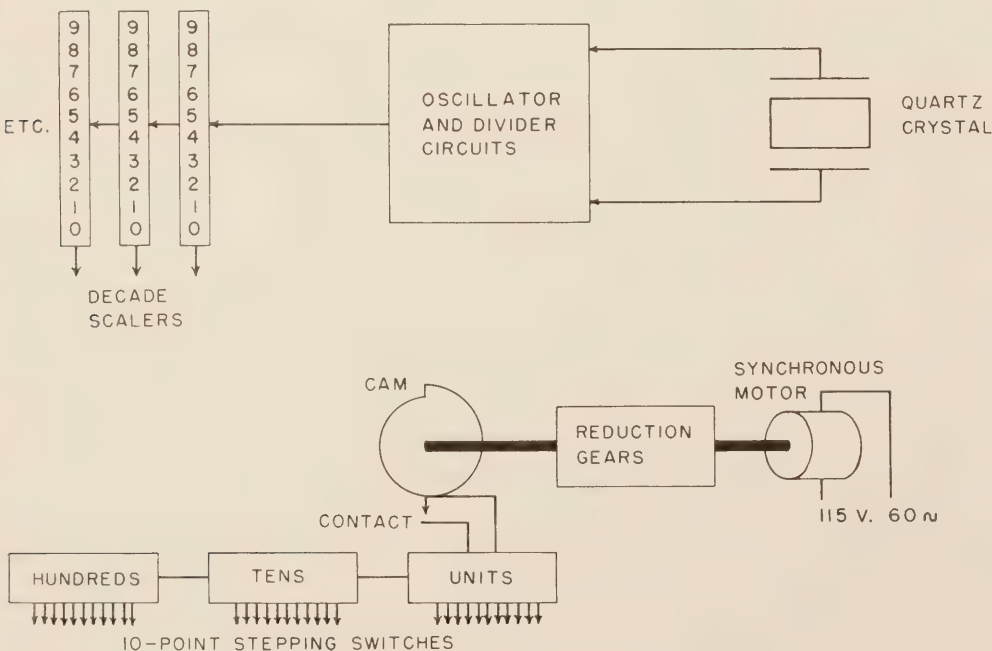 9 9 9
8 8 8
7 7 7
6 6 6
ETC. 5 5 5
4 4 4
3 3 3
2 2 2
1 1 1
0 0 0
DECADE
SCALERS
OSCILLATOR
AND DIVIDER
CIRCUITS
QUARTZ
CRYSTAL
CAM
REDUCTION
GEARS
SYNCHRONOUS
MOTOR
115 V. 60 ~
CONTACT
HUNDREDS TENS UNITS
10-POINT STEPPING SWITCHES